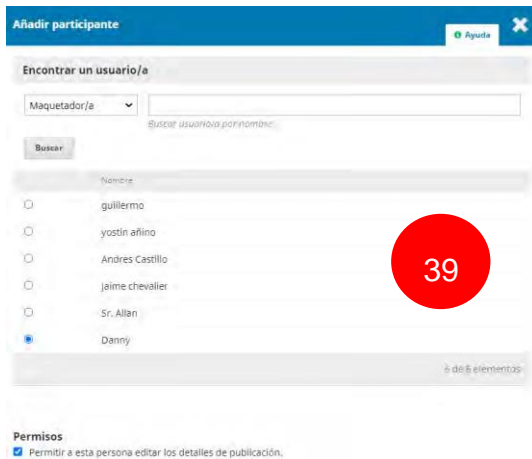 Añadir participante
Ayuda
Encontrar un usuario/a
Maquetador/a
Buscar usuario/a por nombre
Buscar
Nombre
guillermo
yostin añino
Andres Castillo
jaime chevalier
Sr. Allan
Danny
39
6 de 6 elementos
Permisos
Permitir a esta persona editar los detalles de publicación.